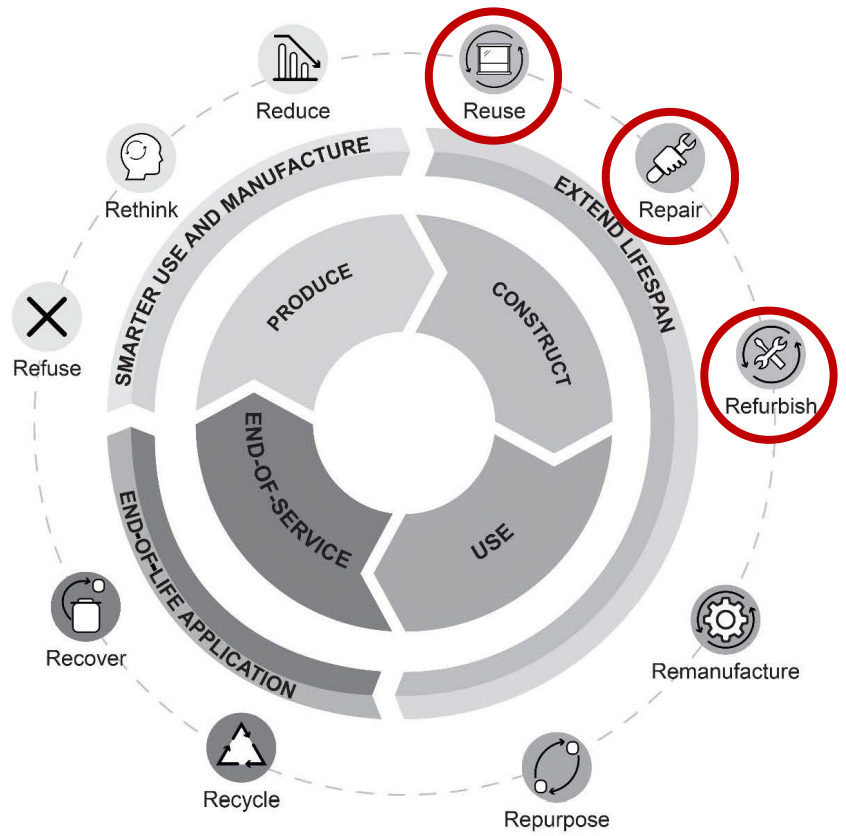 Reduce
Reuse
Rethink
Repair
Refuse
Refurbish
SMARTER USE AND MANUFACTURE
EXTEND LIFESPAN
PRODUCE
CONSTRUCT
END-OF-SERVICE
USE
END-OF-LIFE APPLICATION
Recover
Remanufacture
Recycle
Repurpose